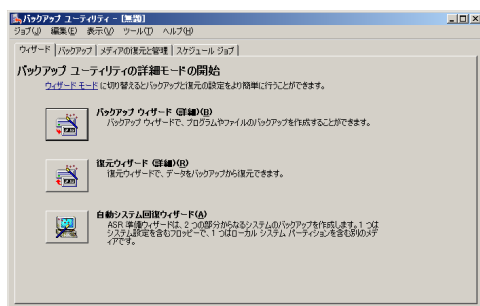 バックアップ ユーティリティ - [無題]
ジョブ(J) 編集(E) 表示(V) ツール(T) ヘルプ(H)
ウィザード バックアップ メディアの復元と管理 スケジュール ジョブ
バックアップ ユーティリティの詳細モードの開始
ウィザード モードに切り替えるとバックアップと復元の設定をより簡単に行うことができます。
バックアップ ウィザード (詳細)(B)
バックアップ ウィザードで、プログラムやファイルのバックアップを作成することができます。
復元ウィザード (詳細)(R)
復元ウィザードで、データをバックアップから復元できます。
自動システム回復ウィザード(A)
ASR 準備ウィザードは、2 つの部分からなるシステムのバックアップを作成します。1 つは
システム設定を含むフロッピーで、1 つはローカル システム パーティションを含む別のメデ
ィアです。